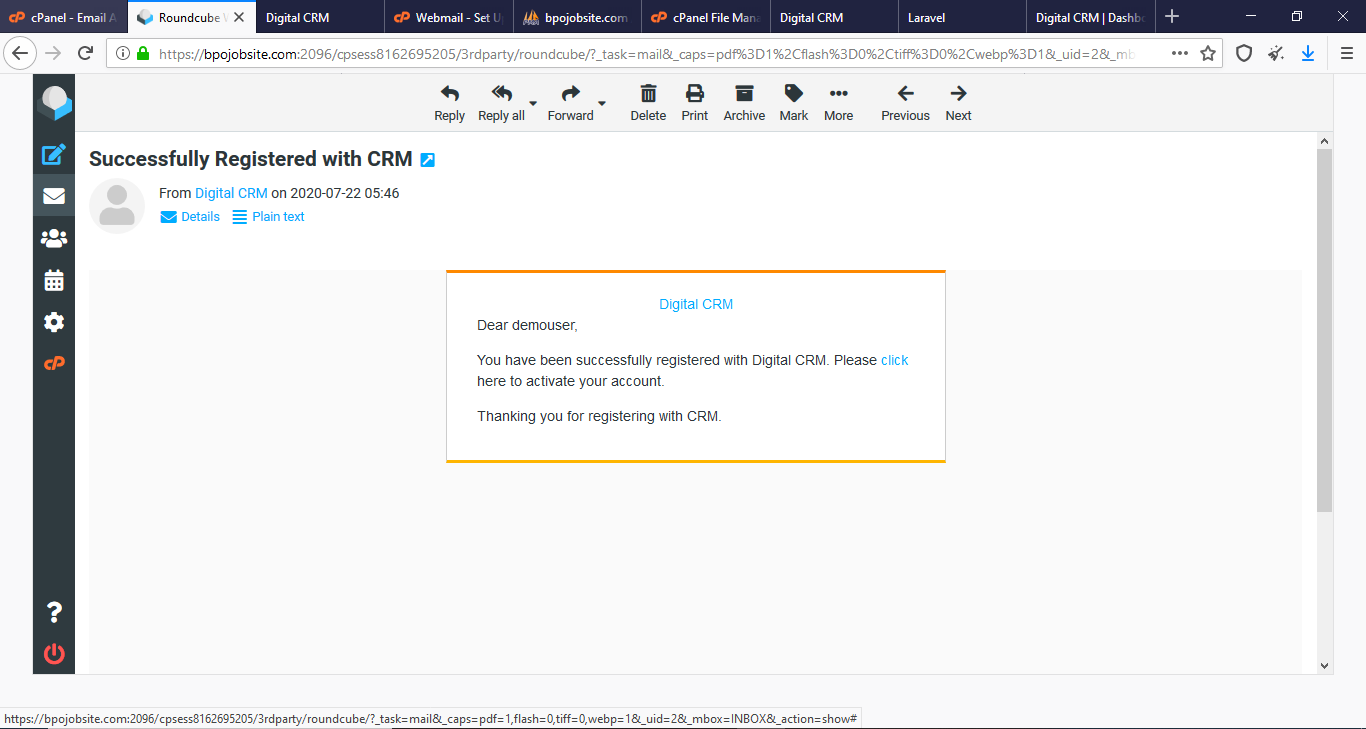 cPanel - Email A
Roundcube
Digital CRM
Webmail - Set U
bpojobsite.com
cPanel File Mana
Digital CRM
Laravel
Digital CRM | Dashb
https://bpojobsite.com:2096/cpsess8162695205/3rdparty/roundcube/?_task=mail&_caps=pdf%3D1%2Cflash%3D0%2Ctiff%3D0%2Cwebp%3D1&_uid=2&_mb
Reply
Reply all
Forward
Delete
Print
Archive
Mark
More
Previous
Next
Successfully Registered with CRM
From Digital CRM on 2020-07-22 05:46
Details
Plain text
Digital CRM
Dear demouser,
You have been successfully registered with Digital CRM. Please click
here to activate your account.
Thanking you for registering with CRM.
https://bpojobsite.com:2096/cpsess8162695205/3rdparty/roundcube/?_task=mail&_caps=pdf=1,flash=0,tiff=0,webp=1&_uid=2&_mbox=INBOX&_action=show#